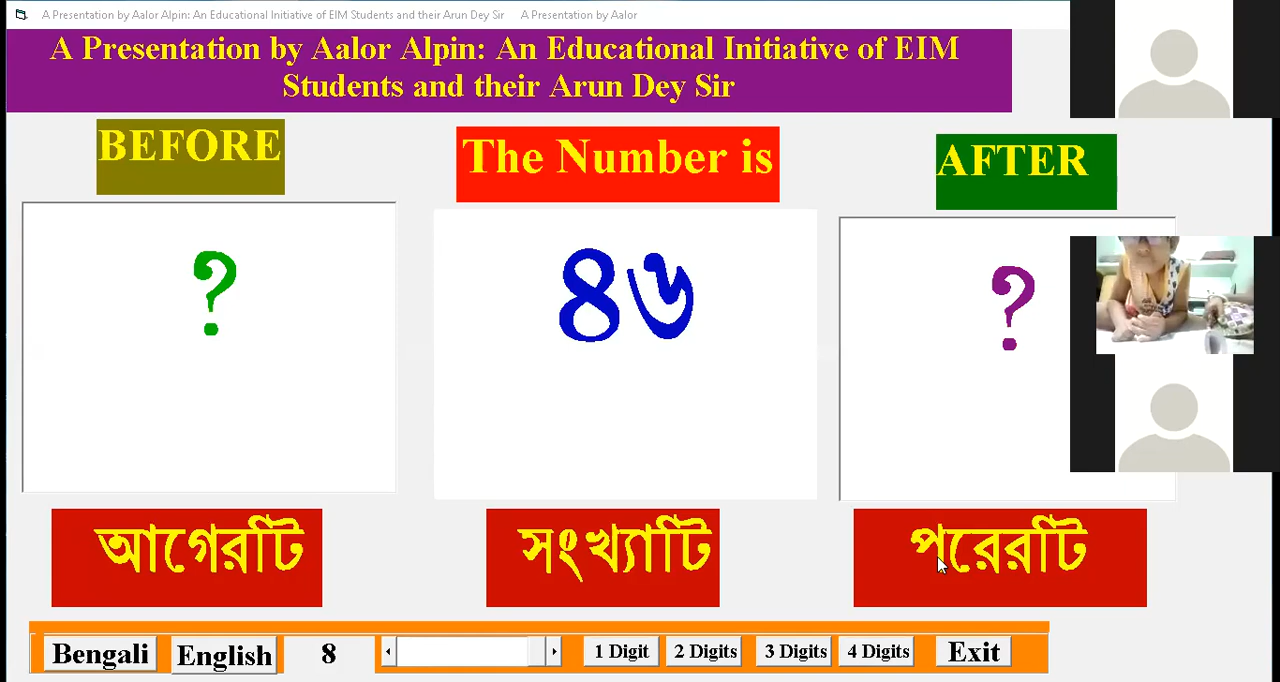 A Presentation by Aalor Alpin: An Educational Initiative of EIM Students and their Arun Dey Sir A Presentation by Aalor
A Presentation by Aalor Alpin: An Educational Initiative of EIM
Students and their Arun Dey Sir
BEFORE The Number is AFTER
? ৪৬ ?
আগেরটি সংখ্যাটি পরেরটি
Bengali English 8 1 Digit 2 Digits 3 Digits 4 Digits Exit